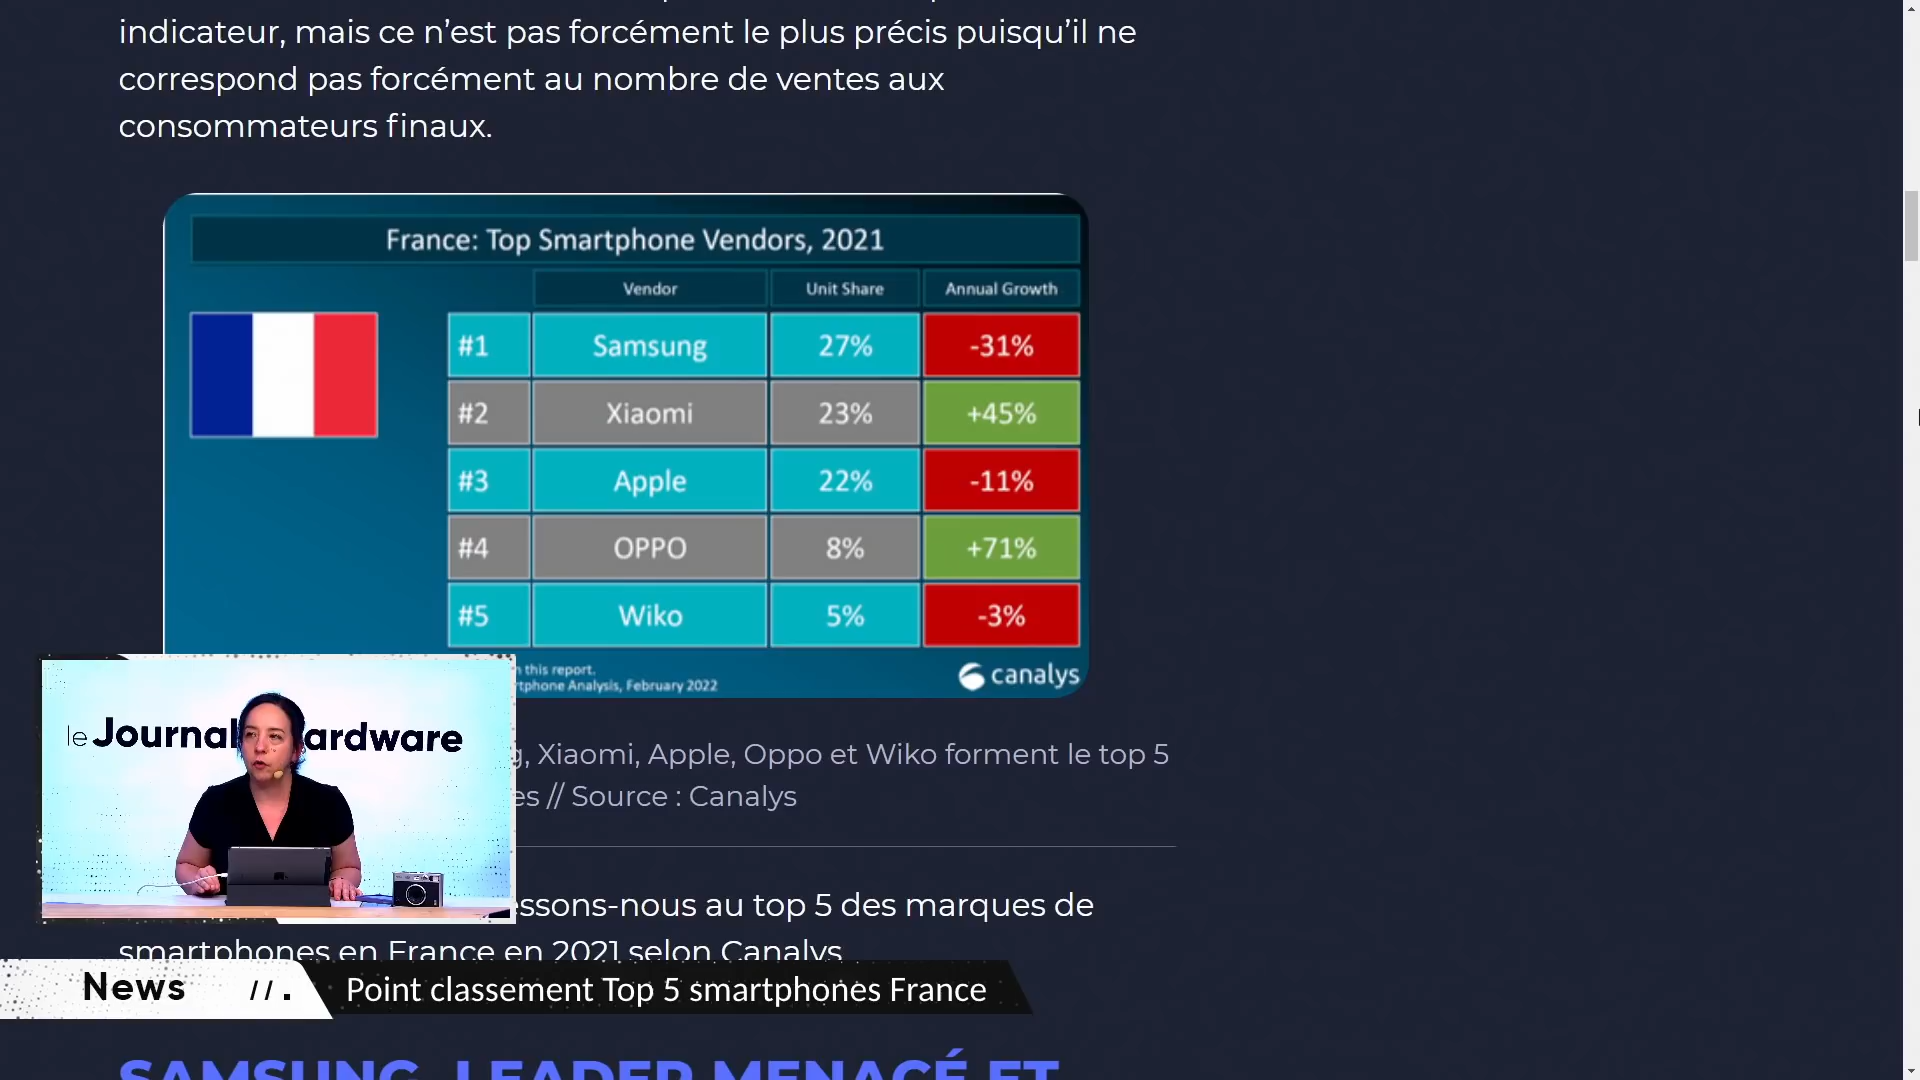 indicateur, mais ce n’est pas forcément le plus précis puisqu’il ne
correspond pas forcément au nombre de ventes aux
consommateurs finaux.
France: Top Smartphone Vendors, 2021
Vendor Unit Share Annual Growth
#1 Samsung 27% -31%
#2 Xiaomi 23% +45%
#3 Apple 22% -11%
#4 OPPO 8% +71%
#5 Wiko 5% -3%
this report.
Analysis, February 2022
canalys
le Journal ardware
, Xiaomi, Apple, Oppo et Wiko forment le top 5
es // Source : Canalys
essons-nous au top 5 des marques de
smartphones en France en 2021 selon Canalys
News //. Point classement Top 5 smartphones France
SAMSUNG, LEADER MENACÉ ET